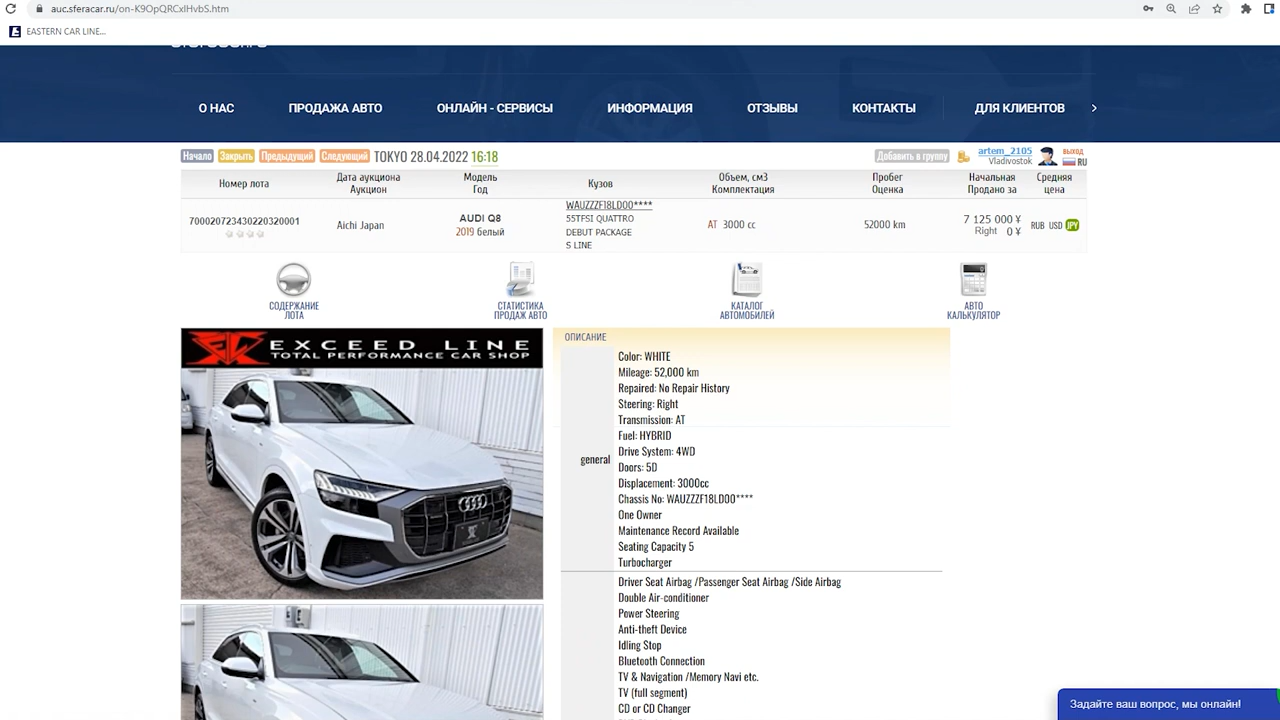 auc.sferacar.ru/on-K9OpQRCxlHvbS.htm
EASTERN CAR LINE...
О НАС
ПРОДАЖА АВТО
ОНЛАЙН - СЕРВИСЫ
ИНФОРМАЦИЯ
ОТЗЫВЫ
КОНТАКТЫ
ДЛЯ КЛИЕНТОВ
Начало Закрыть Предыдущий Следующий TOKYO 28.04.2022 16:18
Добавить в группу
artem_2105
Vladivostok
выход
RU
Номер лота
Дата аукциона
Аукцион
Модель
Год
Кузов
Объем, см3
Комплектация
Пробег
Оценка
Начальная
Продано за
Средняя
цена
700020723430220320001
Aichi Japan
AUDI Q8
2019 белый
WAUZZZF18LD00****
55TFSI QUATTRO
DEBUT PACKAGE
S LINE
AT 3000 cc
52000 km
7 125 000 ¥
Right 0 ¥
RUB USD JPY
СОДЕРЖАНИЕ
ЛОТА
СТАТИСТИКА
ПРОДАЖ АВТО
КАТАЛОГ
АВТОМОБИЛЕЙ
АВТО
КАЛЬКУЛЯТОР
EXCEED LINE
TOTAL PERFORMANCE CAR SHOP
ОПИСАНИЕ
general
Color: WHITE
Mileage: 52,000 km
Repaired: No Repair History
Steering: Right
Transmission: AT
Fuel: HYBRID
Drive System: 4WD
Doors: 5D
Displacement: 3000cc
Chassis No: WAUZZZF18LD00****
One Owner
Maintenance Record Available
Seating Capacity 5
Turbocharger
Driver Seat Airbag /Passenger Seat Airbag /Side Airbag
Double Air-conditioner
Power Steering
Anti-theft Device
Idling Stop
Bluetooth Connection
TV & Navigation /Memory Navi etc.
TV (full segment)
CD or CD Changer
Задайте ваш вопрос, мы онлайн!